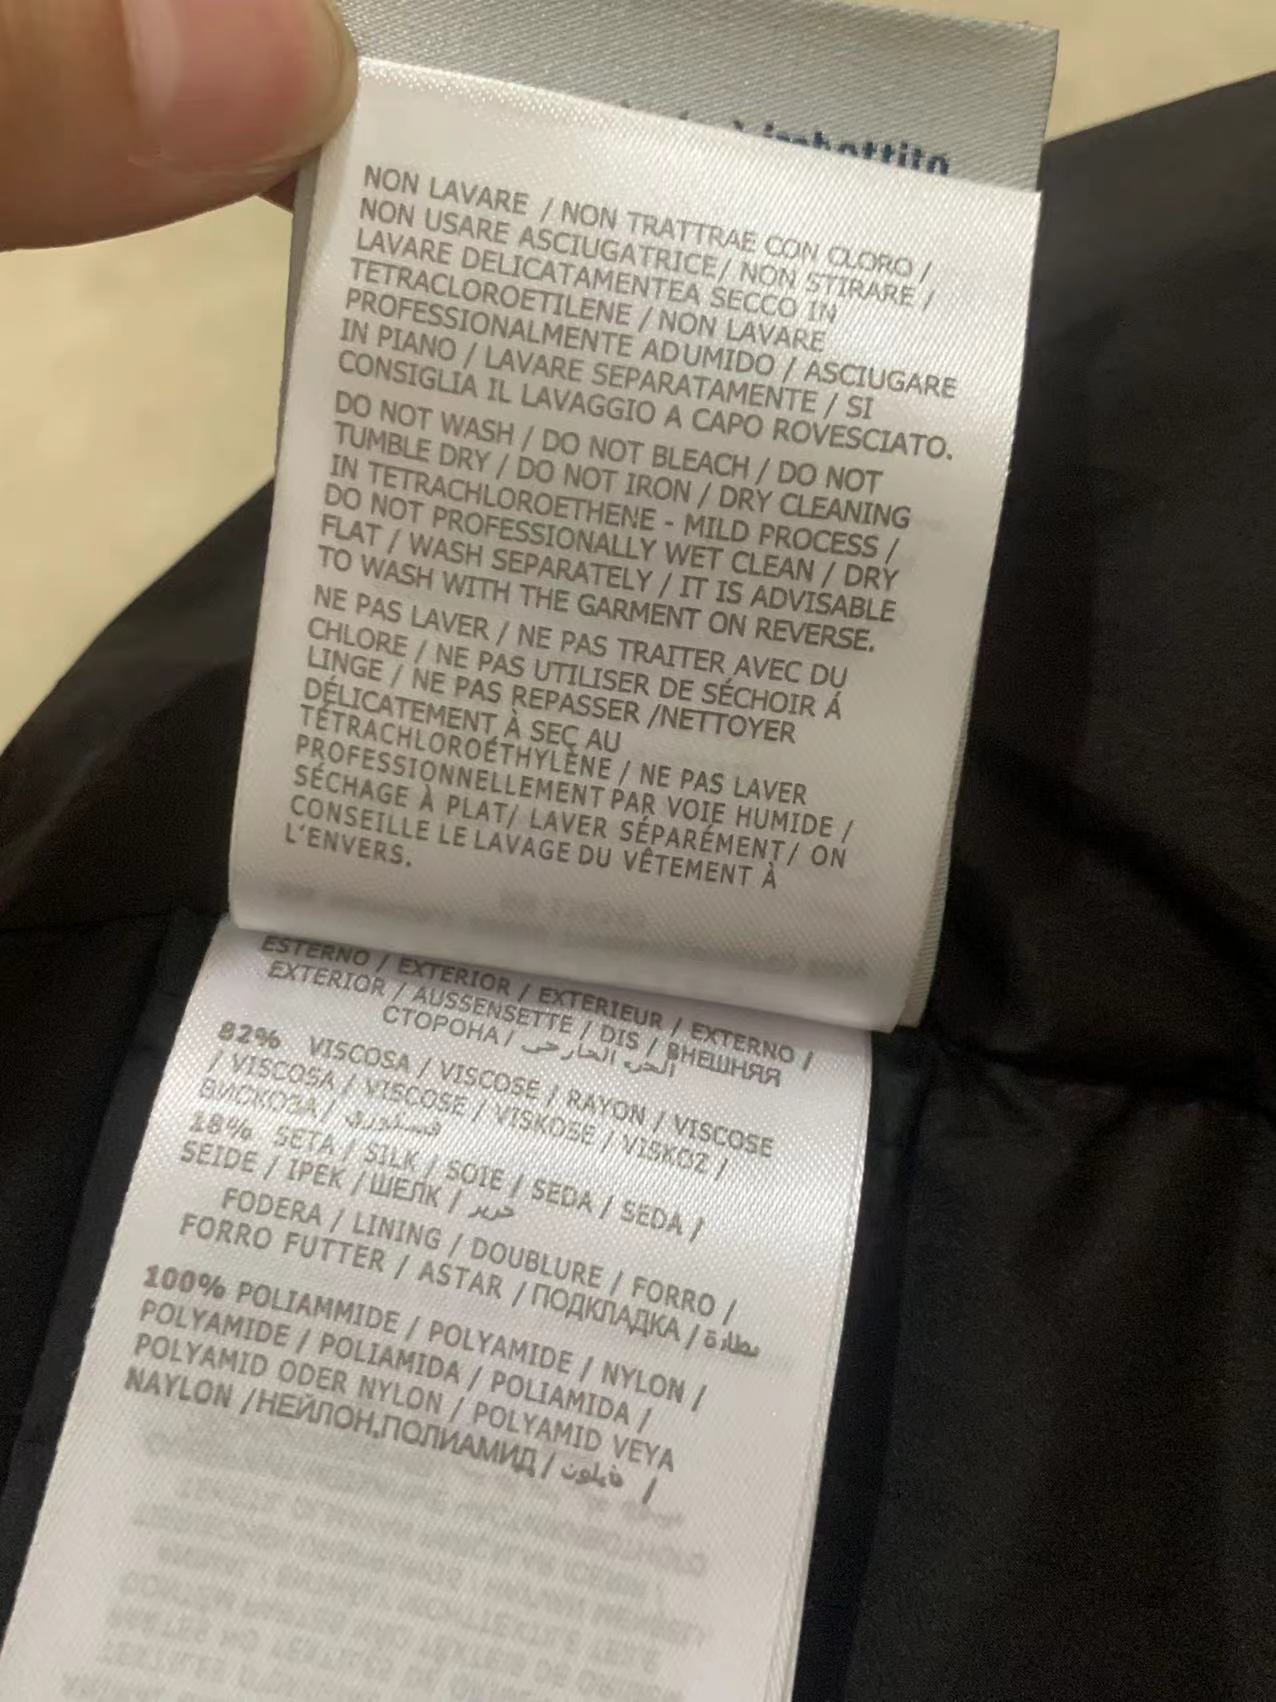 imbottito
NON LAVARE / NON TRATTRAE CON CLORO /
NON USARE ASCIUGATRICE/ NON STIRARE /
LAVARE DELICATAMENTEA SECCO IN
TETRACLOROETILENE / NON LAVARE
PROFESSIONALMENTE ADUMIDO / ASCIUGARE
IN PIANO / LAVARE SEPARATAMENTE / SI
CONSIGLIA IL LAVAGGIO A CAPO ROVESCIATO.
DO NOT WASH / DO NOT BLEACH / DO NOT
TUMBLE DRY / DO NOT IRON / DRY CLEANING
IN TETRACHLOROETHENE - MILD PROCESS /
DO NOT PROFESSIONALLY WET CLEAN / DRY
FLAT / WASH SEPARATELY / IT IS ADVISABLE
TO WASH WITH THE GARMENT ON REVERSE.
NE PAS LAVER / NE PAS TRAITER AVEC DU
CHLORE / NE PAS UTILISER DE SÉCHOIR Á
LINGE / NE PAS REPASSER /NETTOYER
DÉLICATEMENT À SEC AU
TÉTRACHLOROÉTHYLÈNE / NE PAS LAVER
PROFESSIONNELLEMENT PAR VOIE HUMIDE /
SÉCHAGE À PLAT/ LAVER SÉPARÉMENT/ ON
CONSEILLE LE LAVAGE DU VÊTEMENT À
L'ENVERS.
ESTERNO / EXTERIOR / EXTERIEUR / EXTERNO /
EXTERIOR / AUSSENSETTE / DIS / ВНЕШНЯЯ
СТОРОНА / الحارجى
82% VISCOSA / VISCOSE / RAYON / VISCOSE
/ VISCOSA / VISCOSE / VISKOSE / VISKOZ /
ВИСКОЗА /
18% SETA / SILK / SOIE / SEDA / SEDA /
SEIDE / IPEK /ШЕЛК / حرير
FODERA / LINING / DOUBLURE / FORRO /
FORRO FUTTER / ASTAR /ПОДКЛАДКА / بطارة
100% POLIAMMIDE / POLYAMIDE / NYLON /
POLYAMIDE / POLIAMIDA / POLIAMIDA /
POLYAMID ODER NYLON / POLYAMID VEYA
NAYLON /НЕЙЛОН.ПОЛИАМИД / /